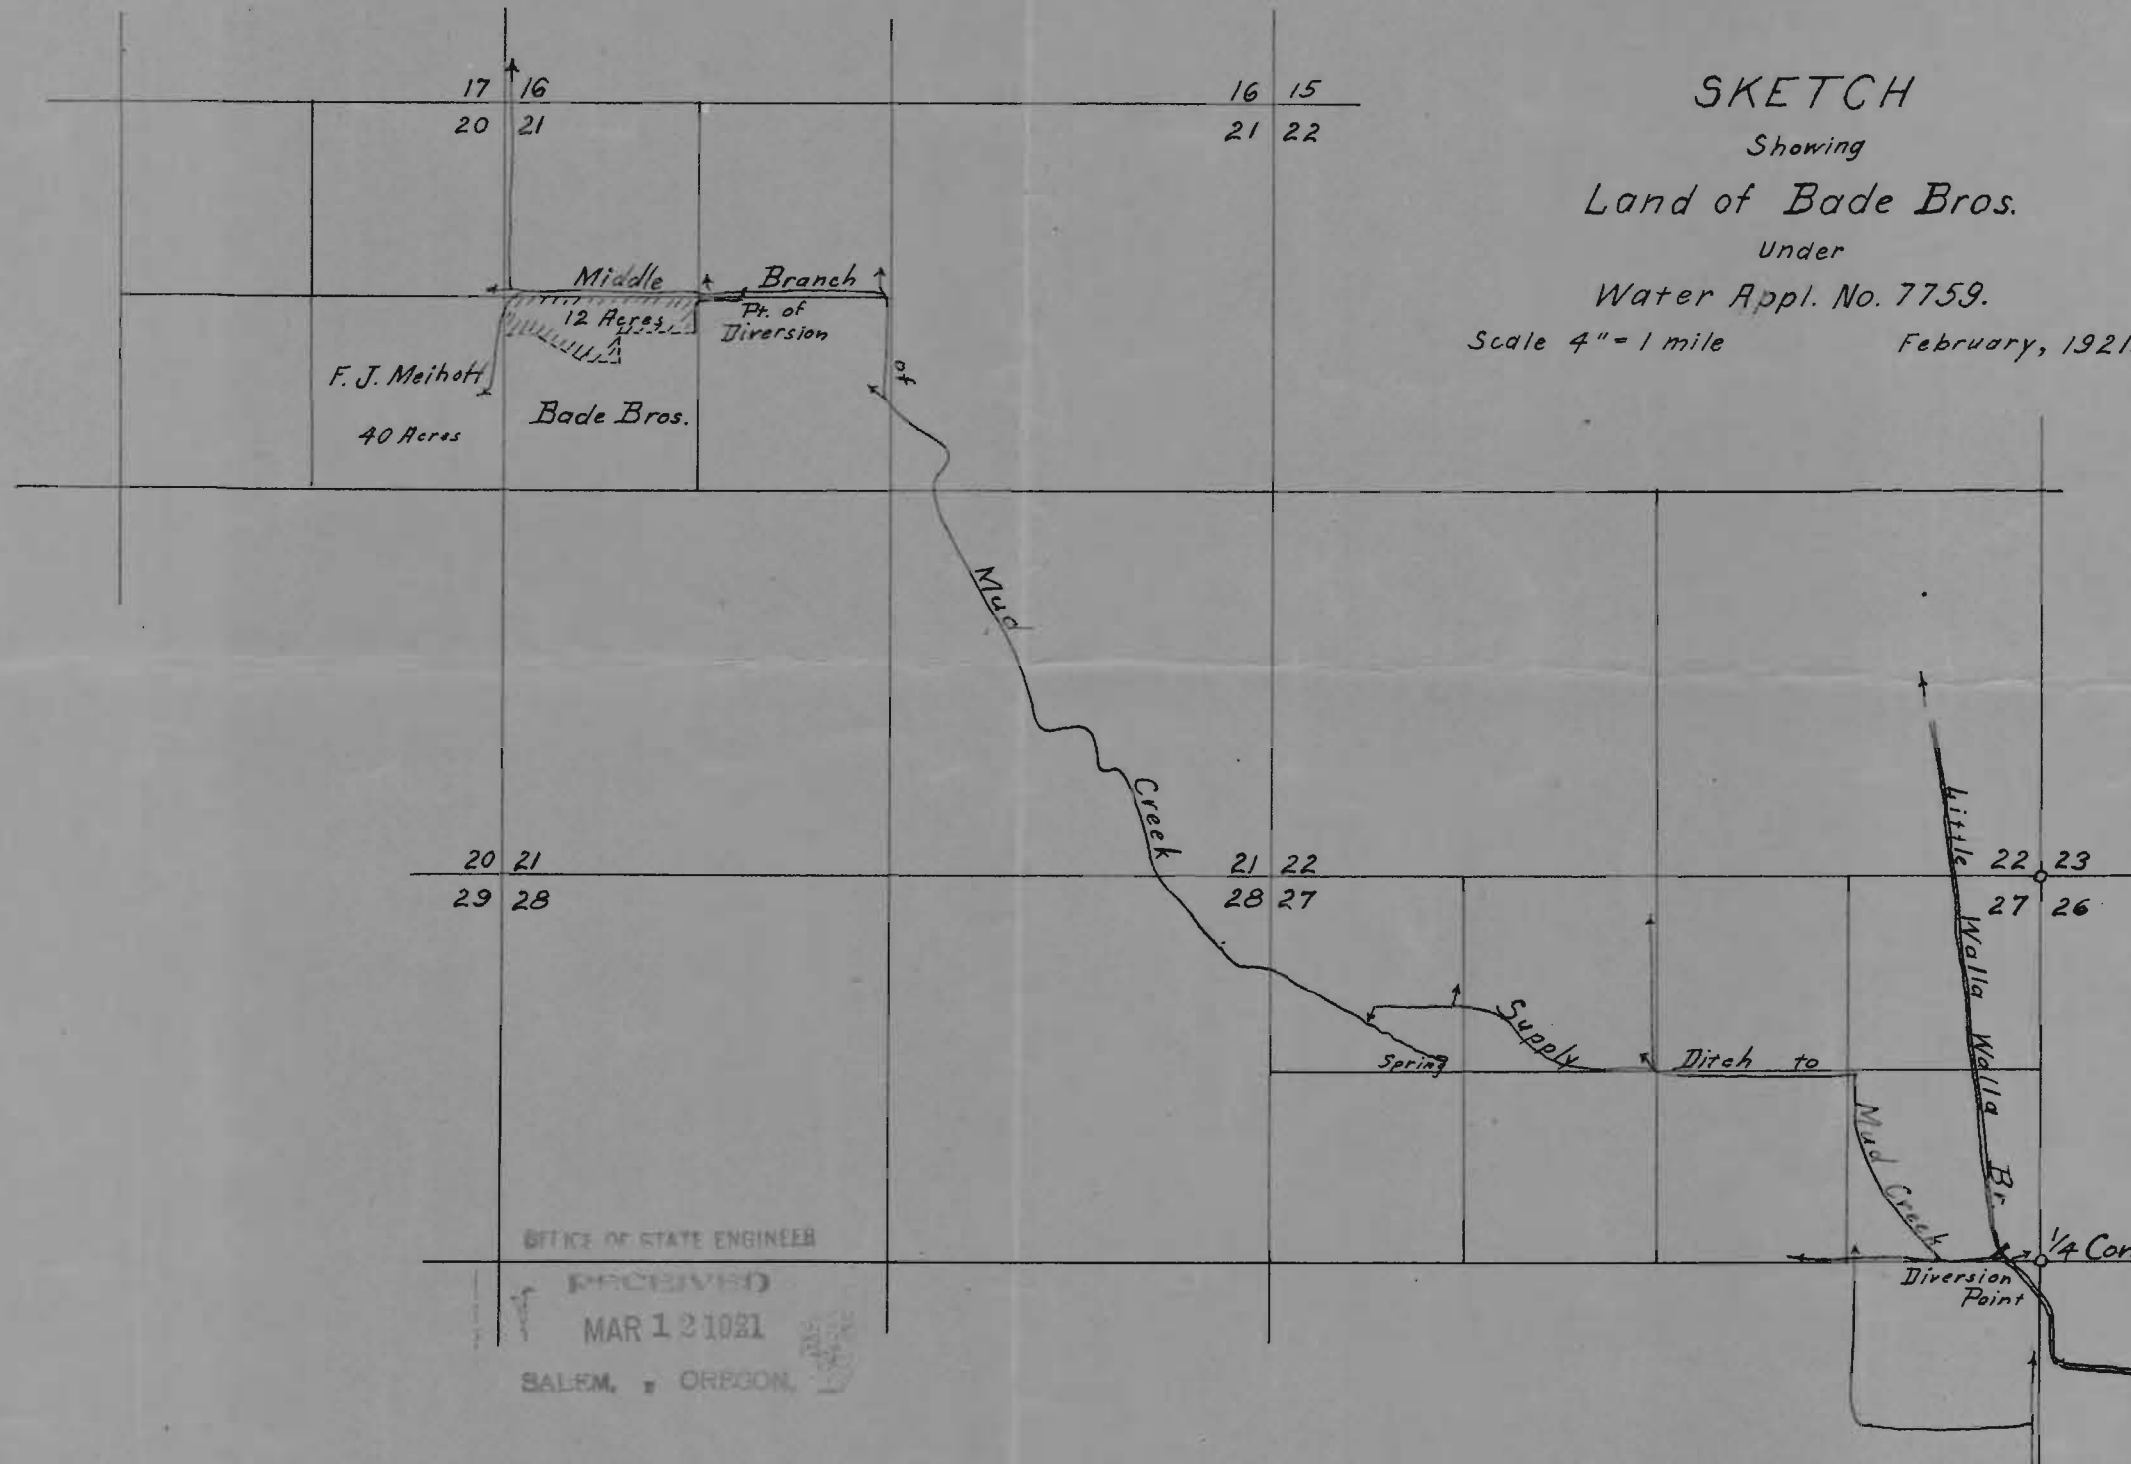 SKETCH
Showing
Land of Bade Bros.
Under
Water Appl. No. 7759.
Scale 4" = 1 mile February, 1921
17 16
20 21
16 15
21 22
Middle Branch
12 Acres
Pt. of
Diversion
of
F. J. Meihoff
40 Acres
Bade Bros.
Mud
Creek
20 21
29 28
21 22
28 27
22 23
27 26
Little Walla Walla Br.
Supply
Spring
Ditch to
Mud Creek
1/4 Cor.
Diversion
Point
OFFICE OF STATE ENGINEER
RECEIVED
MAR 12 1921
SALEM, OREGON,